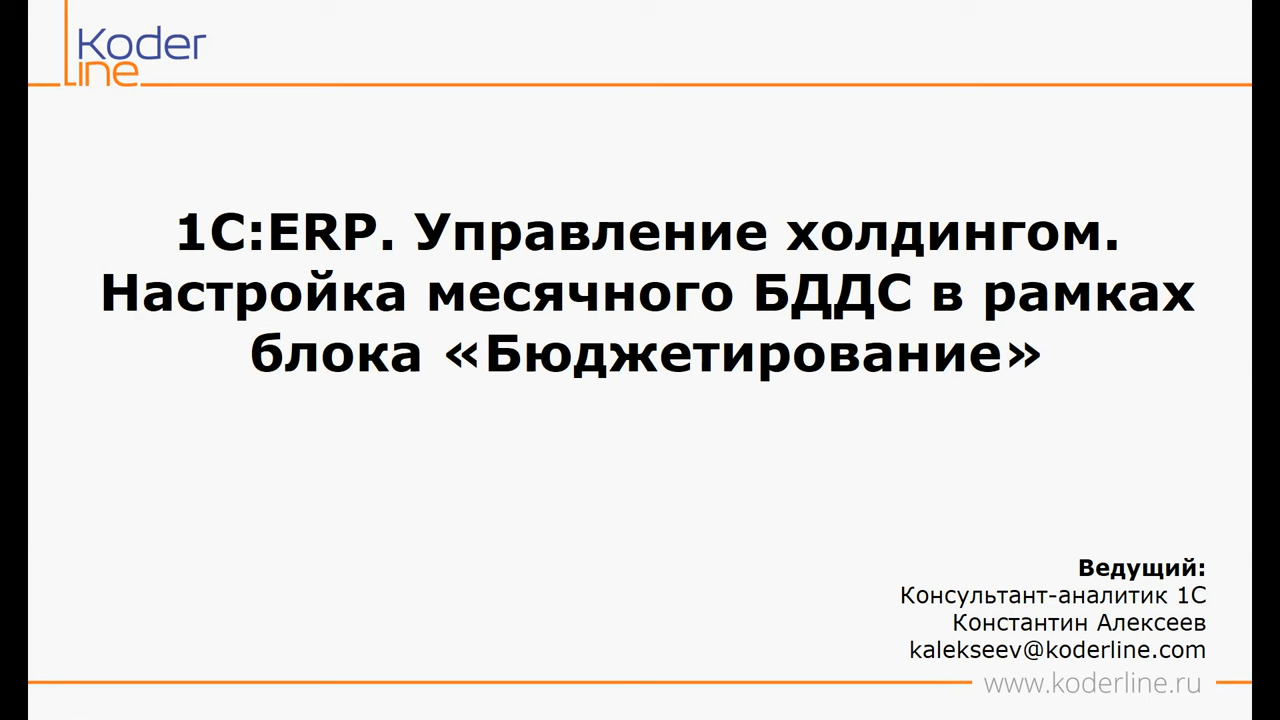 Koder
Line
1С:ERP. Управление холдингом.
Настройка месячного БДДС в рамках
блока «Бюджетирование»
Ведущий:
Консультант-аналитик 1С
Константин Алексеев
kalekseev@koderline.com
www.koderline.ru